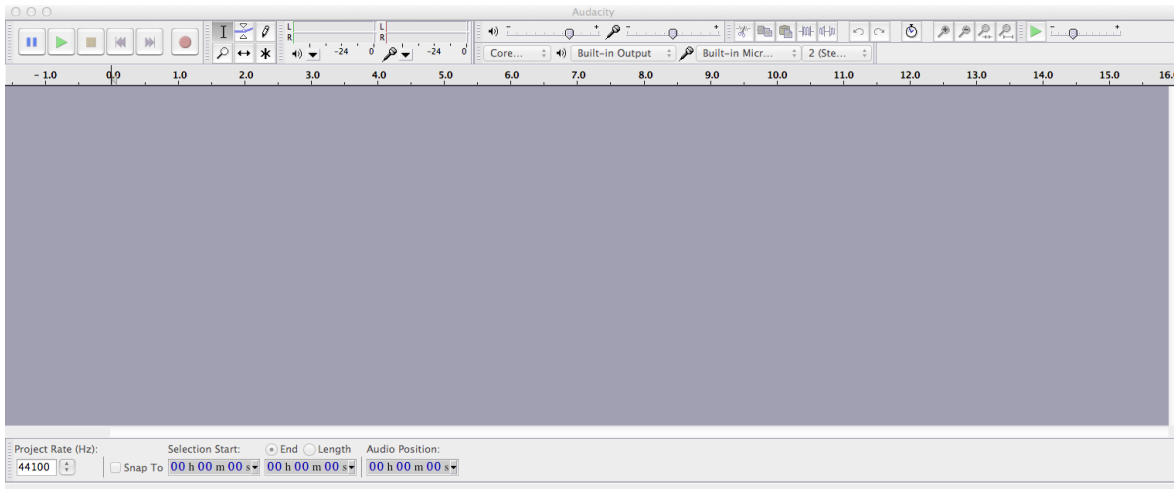 Audacity
L
R
L
R
-24 0
-24 0
Core... Built-in Output Built-in Micr... 2 (Ste...
- 1.0 0.0 1.0 2.0 3.0 4.0 5.0 6.0 7.0 8.0 9.0 10.0 11.0 12.0 13.0 14.0 15.0 16.
Project Rate (Hz): Selection Start: End Length Audio Position:
44100 Snap To 00 h 00 m 00 s 00 h 00 m 00 s 00 h 00 m 00 s